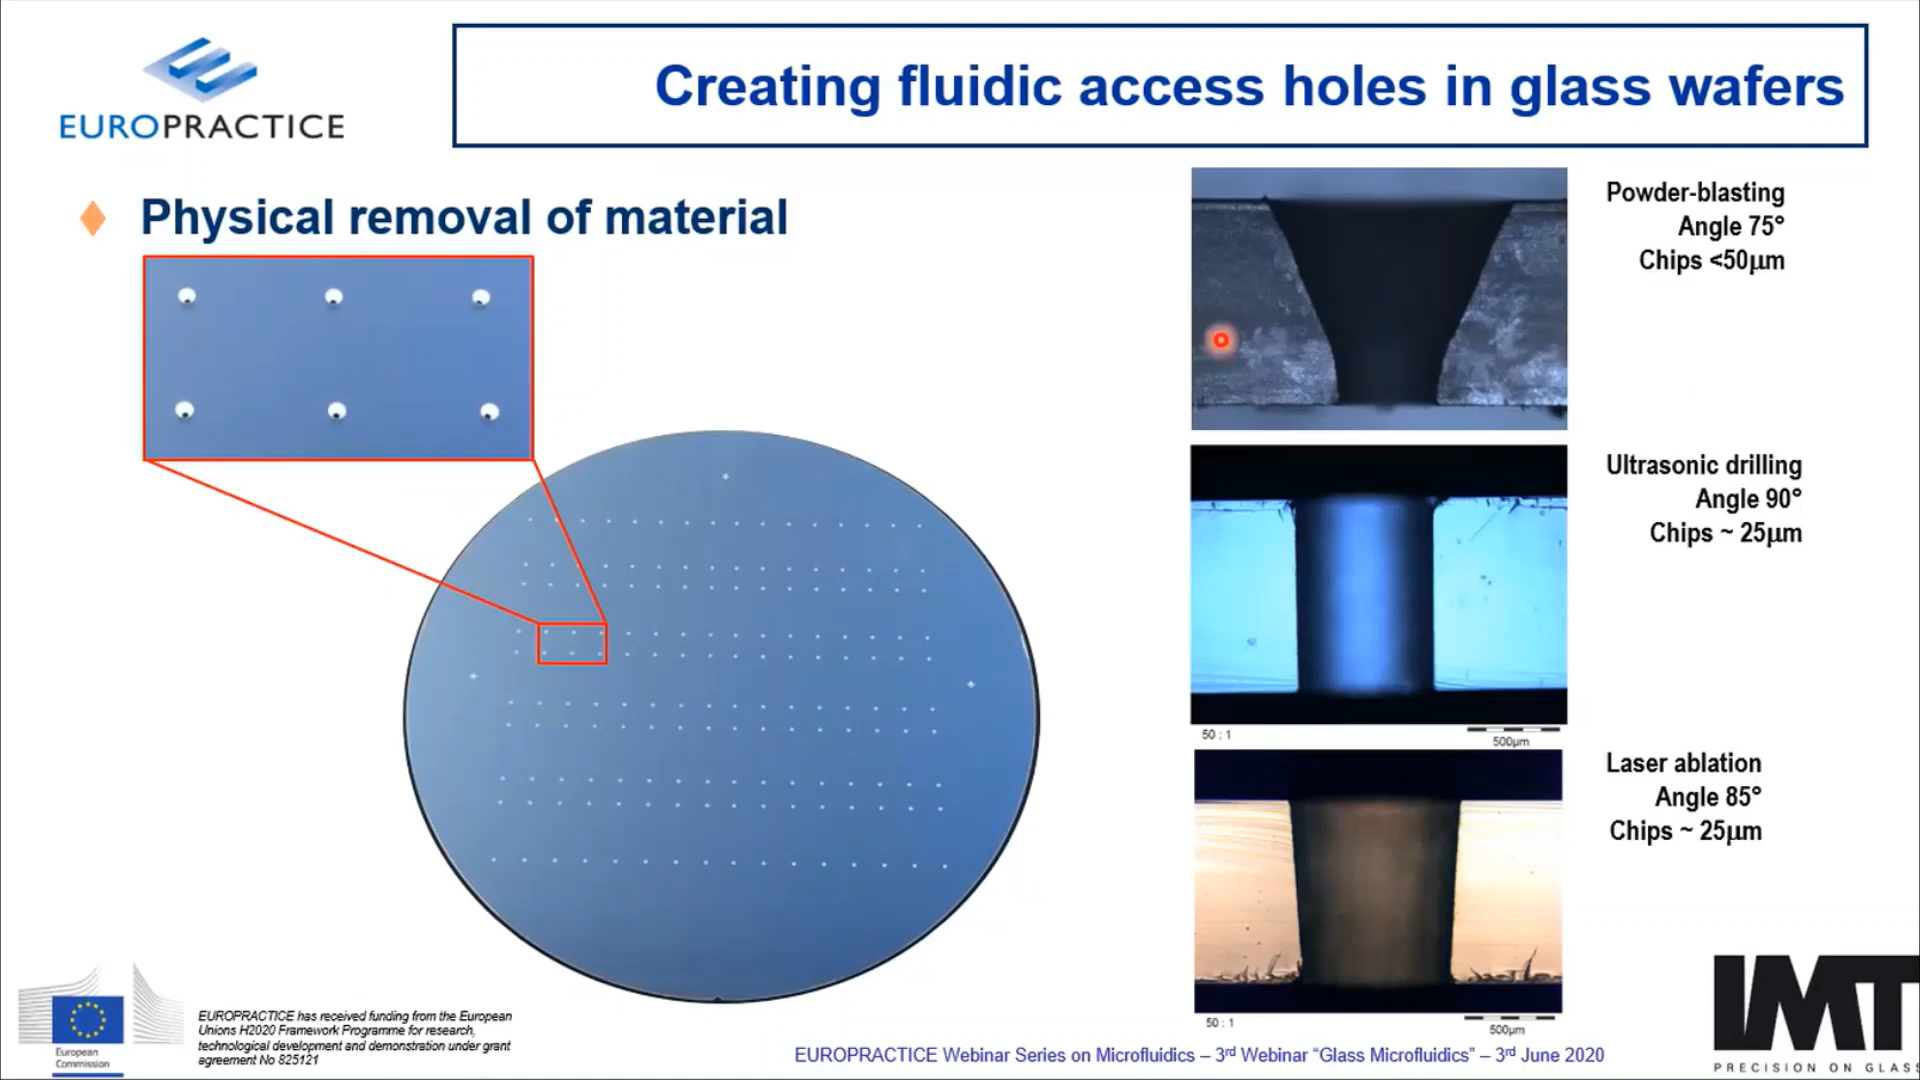 EUROPRACTICE
Creating fluidic access holes in glass wafers
Physical removal of material
Powder-blasting
Angle 75°
Chips <50μm
Ultrasonic drilling
Angle 90°
Chips ~ 25μm
50 : 1
500μm
Laser ablation
Angle 85°
Chips ~ 25μm
50 : 1
500μm
European
Commission
EUROPRACTICE has received funding from the European
Unions H2020 Framework Programme for research,
technological development and demonstration under grant
agreement No 825121
EUROPRACTICE Webinar Series on Microfluidics – 3rd Webinar “Glass Microfluidics” – 3rd June 2020
IMT
PRECISION ON GLASS